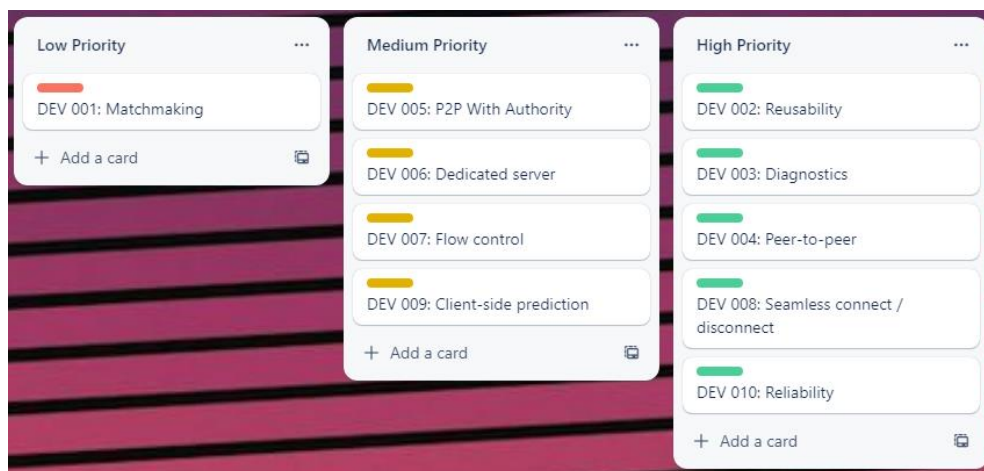 Low Priority
DEV 001: Matchmaking
+ Add a card
Medium Priority
DEV 005: P2P With Authority
DEV 006: Dedicated server
DEV 007: Flow control
DEV 009: Client-side prediction
+ Add a card
High Priority
DEV 002: Reusability
DEV 003: Diagnostics
DEV 004: Peer-to-peer
DEV 008: Seamless connect /
disconnect
DEV 010: Reliability
+ Add a card